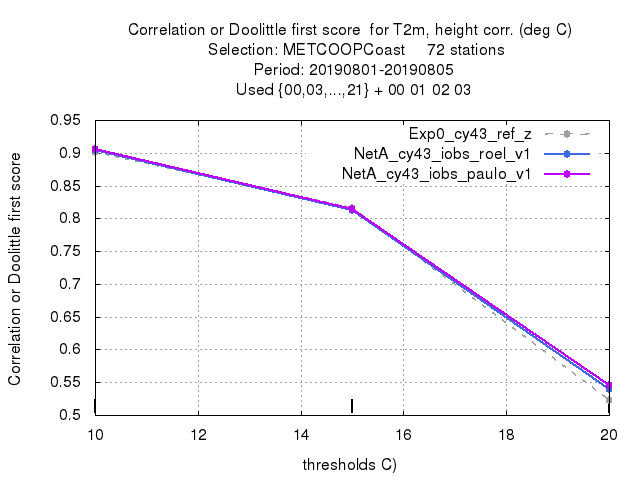 Correlation or Doolittle first score  for T2m, height corr. (deg C)
Selection: METCOOPCoast     72 stations
Period: 20190801-20190805
Used {00,03,...,21} + 00 01 02 03
Correlation or Doolittle first score
0.95
0.9
0.85
0.8
0.75
0.7
0.65
0.6
0.55
0.5
Exp0_cy43_ref_z
NetA_cy43_iobs_roel_v1
NetA_cy43_iobs_paulo_v1
10 12 14 16 18 20
thresholds C)